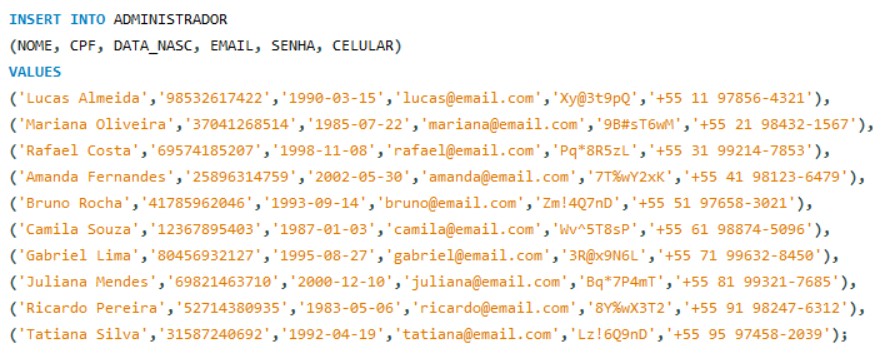 INSERT INTO ADMINISTRADOR
(NOME, CPF, DATA_NASC, EMAIL, SENHA, CELULAR)
VALUES
('Lucas Almeida','98532617422','1990-03-15','lucas@email.com','Xy@3t9pQ','+55 11 97856-4321'),
('Mariana Oliveira','37041268514','1985-07-22','mariana@email.com','9B#sT6wM','+55 21 98432-1567'),
('Rafael Costa','69574185207','1998-11-08','rafael@email.com','Pq*8R5zL','+55 31 99214-7853'),
('Amanda Fernandes','25896314759','2002-05-30','amanda@email.com','7T%wY2xK','+55 41 98123-6479'),
('Bruno Rocha','41785962046','1993-09-14','bruno@email.com','Zm!4Q7nD','+55 51 97658-3021'),
('Camila Souza','12367895403','1987-01-03','camila@email.com','Wv^5T8sP','+55 61 98874-5096'),
('Gabriel Lima','80456932127','1995-08-27','gabriel@email.com','3R@x9N6L','+55 71 99632-8450'),
('Juliana Mendes','69821463710','2000-12-10','juliana@email.com','Bq*7P4mT','+55 81 99321-7685'),
('Ricardo Pereira','52714380935','1983-05-06','ricardo@email.com','8Y%wX3T2','+55 91 98247-6312'),
('Tatiana Silva','31587240692','1992-04-19','tatiana@email.com','Lz!6Q9nD','+55 95 97458-2039');